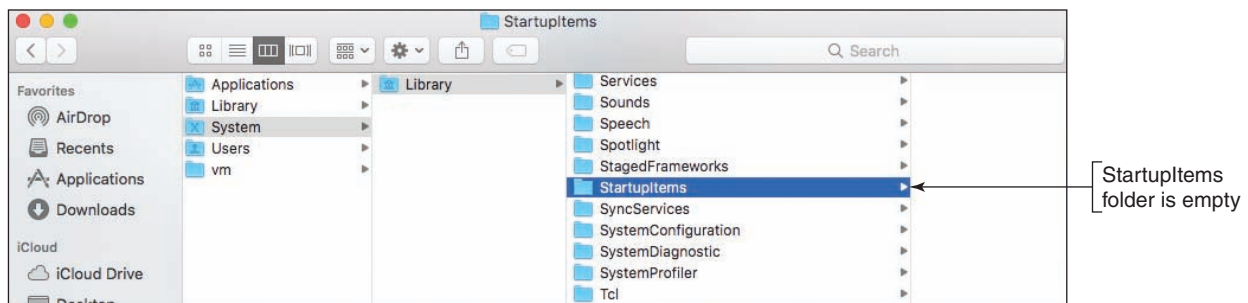 StartupItems
Search
Favorites
AirDrop
Recents
Applications
Downloads
iCloud
iCloud Drive
Desktop
Applications
Library
System
Users
vm
Library
Services
Sounds
Speech
Spotlight
StagedFrameworks
StartupItems
SyncServices
SystemConfiguration
SystemDiagnostic
SystemProfiler
Tcl
StartupItems
folder is empty